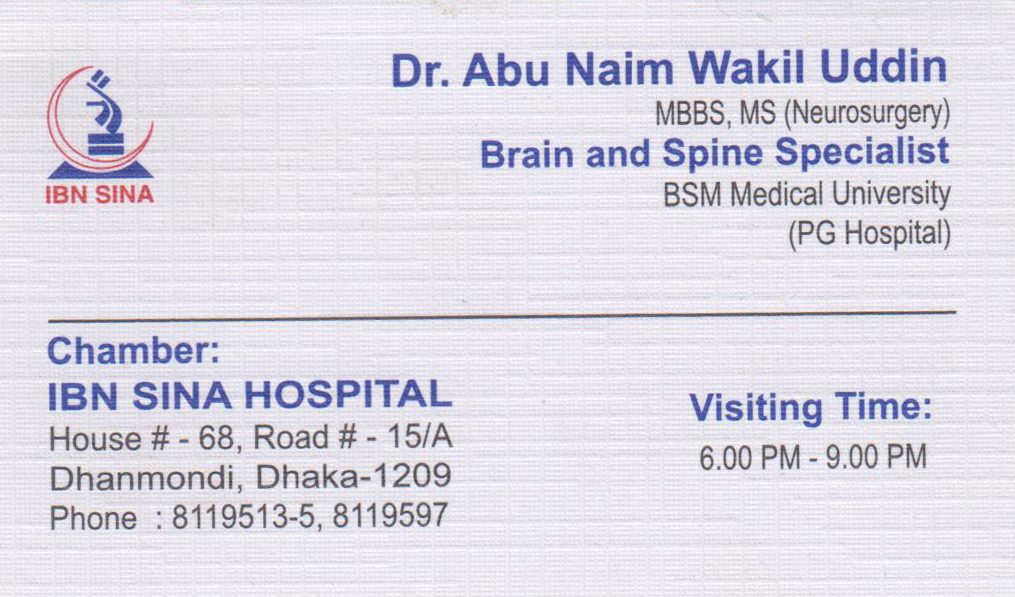 IBN SINA
Dr. Abu Naim Wakil Uddin
MBBS, MS (Neurosurgery)
Brain and Spine Specialist
BSM Medical University
(PG Hospital)
Chamber:
IBN SINA HOSPITAL
House # - 68, Road # - 15/A
Dhanmondi, Dhaka-1209
Phone : 8119513-5, 8119597
Visiting Time:
6.00 PM - 9.00 PM